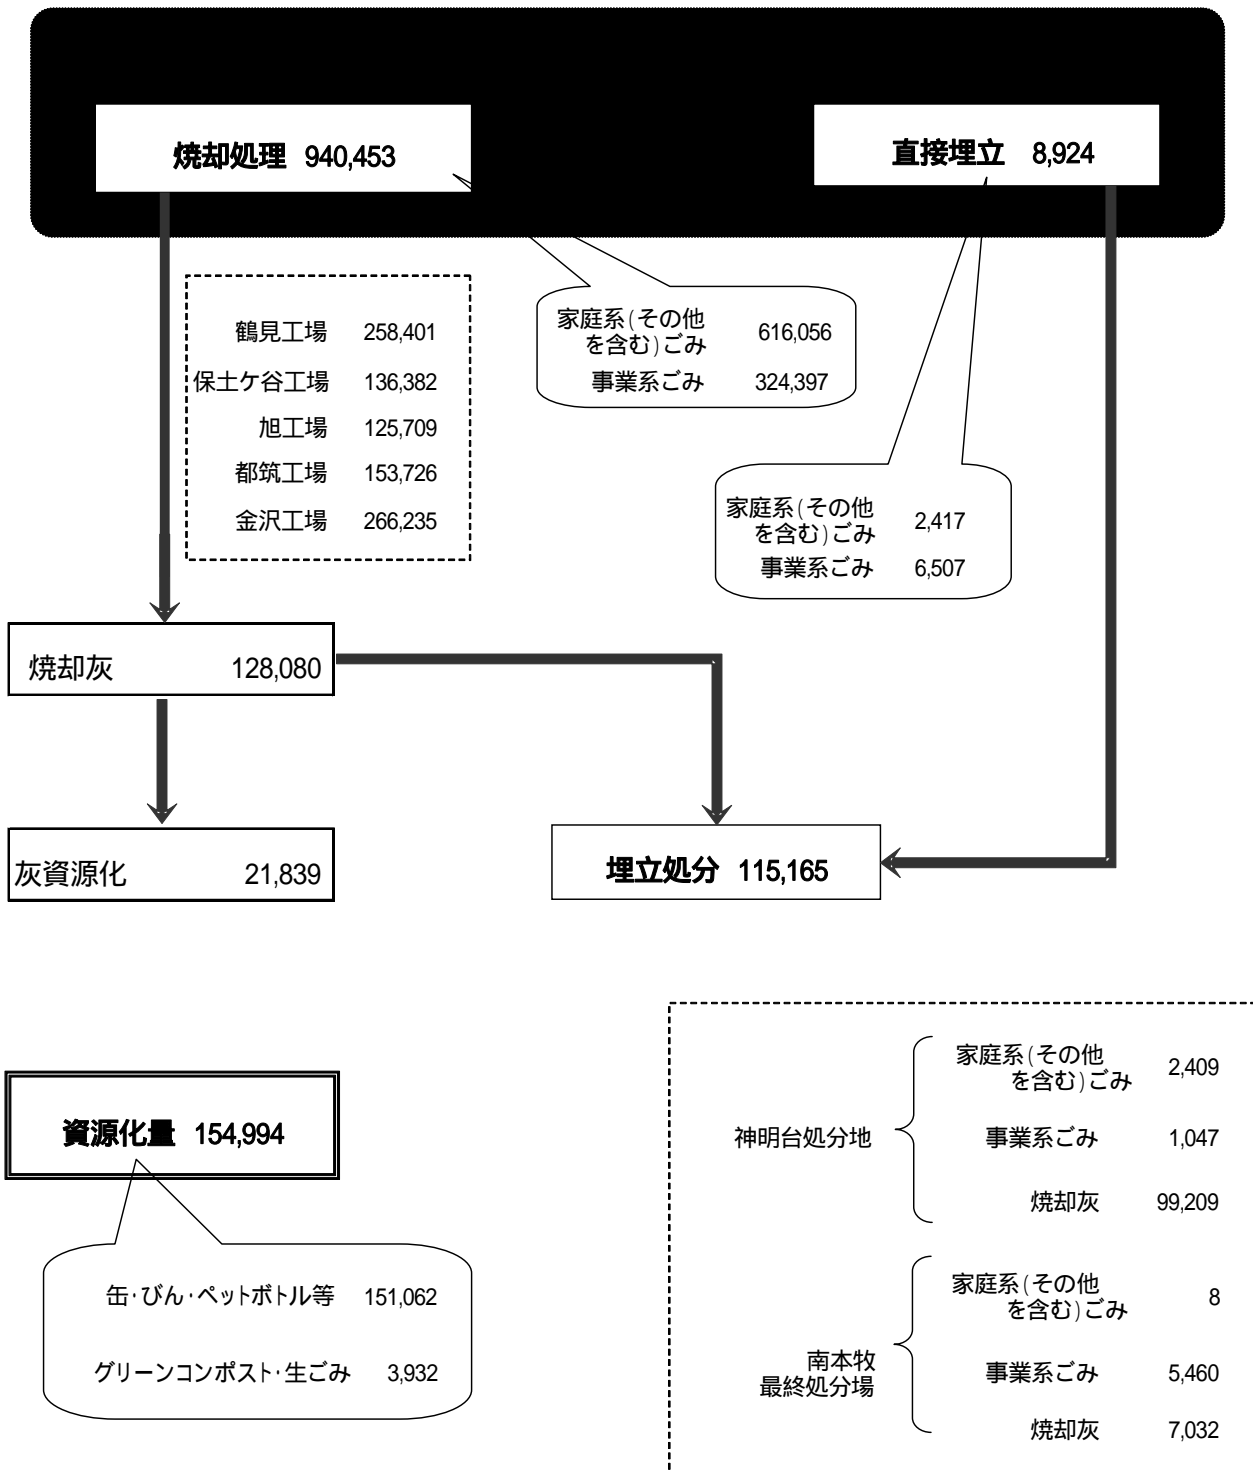 焼却処理 940,453
直接埋立 8,924
鶴見工場 258,401
保土ケ谷工場 136,382
旭工場 125,709
都筑工場 153,726
金沢工場 266,235
家庭系(その他
を含む)ごみ 616,056
事業系ごみ 324,397
家庭系(その他
を含む)ごみ 2,417
事業系ごみ 6,507
焼却灰 128,080
灰資源化 21,839
埋立処分 115,165
資源化量 154,994
缶・びん・ペットボトル等 151,062
グリーンコンポスト・生ごみ 3,932
神明台処分地
家庭系(その他
を含む)ごみ 2,409
事業系ごみ 1,047
焼却灰 99,209
南本牧
最終処分場
家庭系(その他
を含む)ごみ 8
事業系ごみ 5,460
焼却灰 7,032